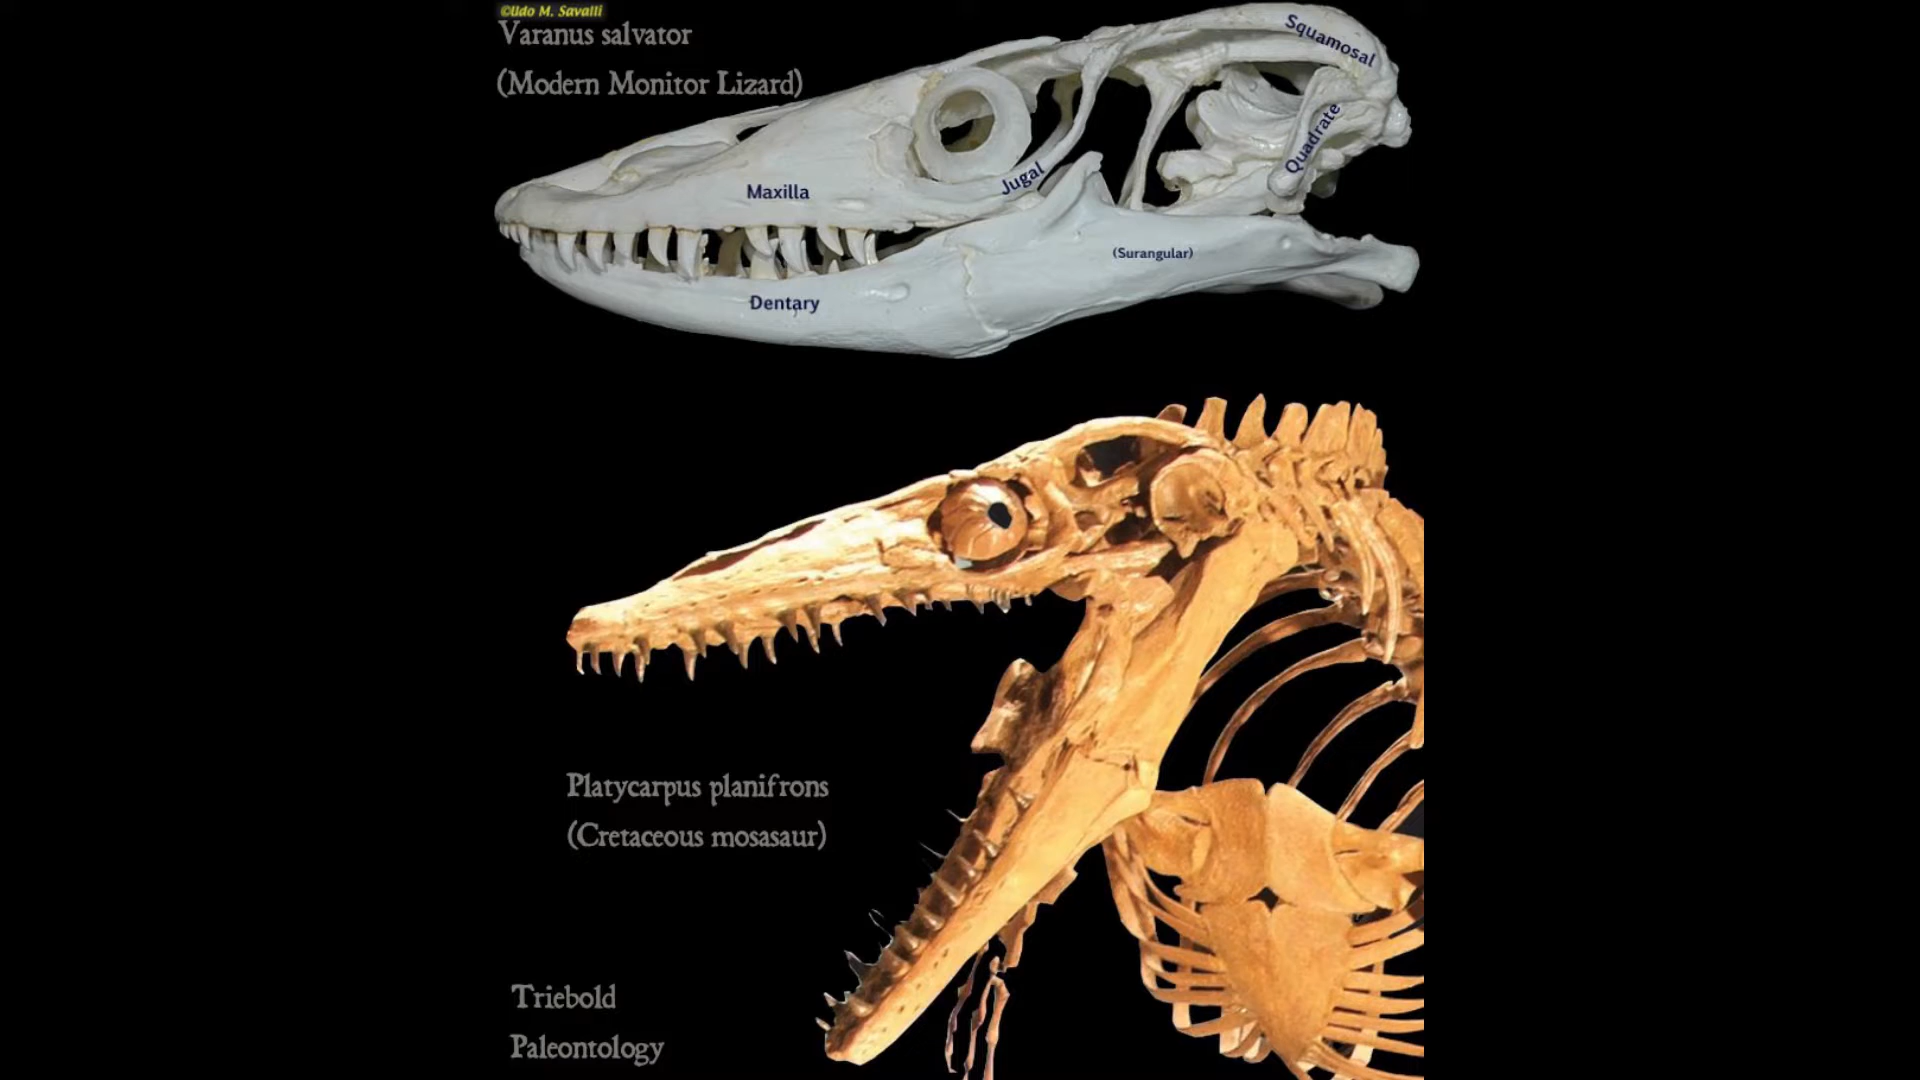 ©Udo M. Savalli
Varanus salvator
(Modern Monitor Lizard)
Squamosal
Quadrate
Jugal
Maxilla
(Surangular)
Dentary
Platycarpus planifrons
(Cretaceous mosasaur)
Triebold
Paleontology